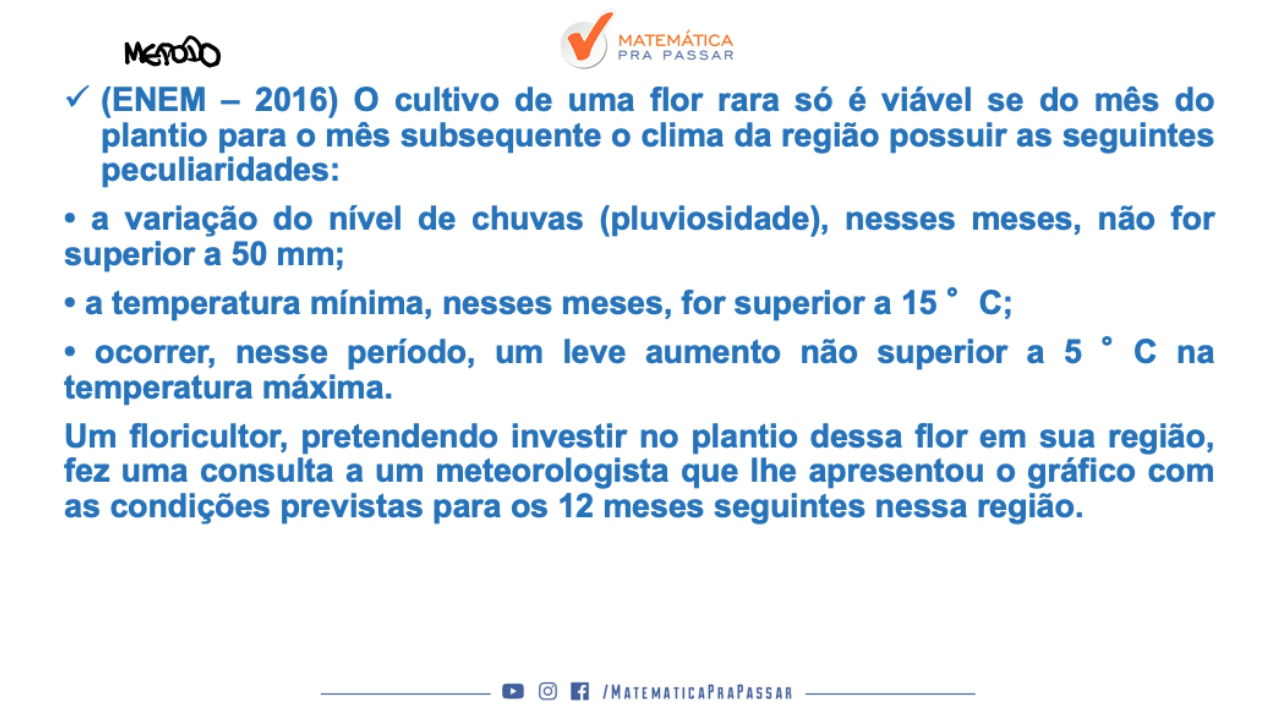 MÉTODO
MATEMÁTICA
PRA PASSAR
✓ (ENEM – 2016) O cultivo de uma flor rara só é viável se do mês do
plantio para o mês subsequente o clima da região possuir as seguintes
peculiaridades:
• a variação do nível de chuvas (pluviosidade), nesses meses, não for
superior a 50 mm;
• a temperatura mínima, nesses meses, for superior a 15 ° C;
• ocorrer, nesse período, um leve aumento não superior a 5 ° C na
temperatura máxima.
Um floricultor, pretendendo investir no plantio dessa flor em sua região,
fez uma consulta a um meteorologista que lhe apresentou o gráfico com
as condições previstas para os 12 meses seguintes nessa região.
/MATEMATICAPRAPASSAR